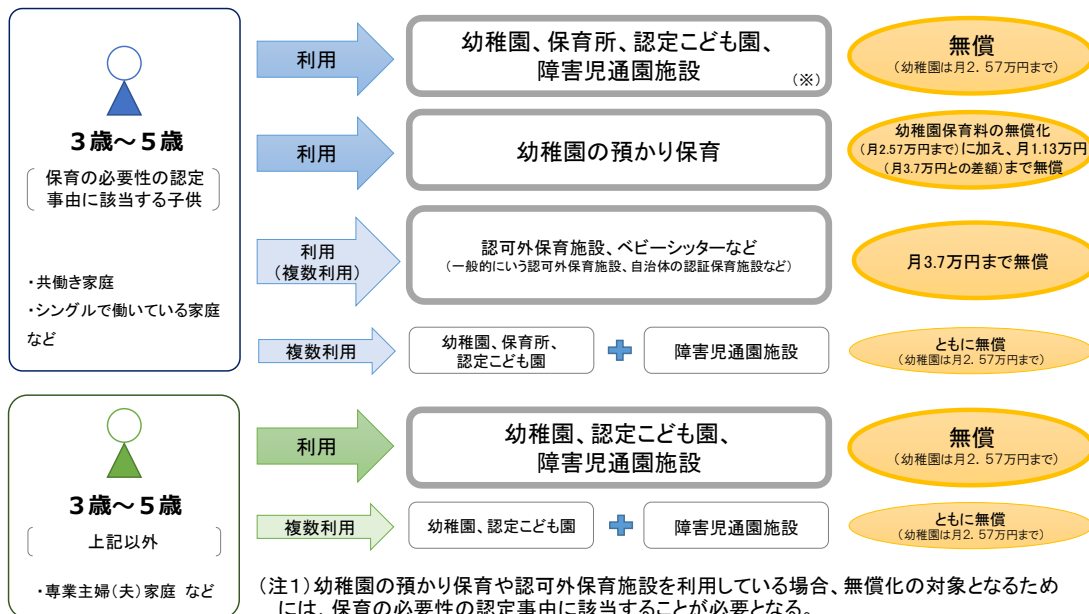 3歳～5歳
保育の必要性の認定
事由に該当する子供
・共働き家庭
・シングルで働いている家庭
など
利用
幼稚園、保育所、認定こども園、
障害児通園施設
(※)
無償
(幼稚園は月2．57万円まで)
利用
幼稚園の預かり保育
幼稚園保育料の無償化
(月2.57万円まで)に加え、月1.13万円
(月3.7万円との差額)まで無償
利用
(複数利用)
認可外保育施設、ベビーシッターなど
(一般的にいう認可外保育施設、自治体の認証保育施設など)
月3.7万円まで無償
複数利用
幼稚園、保育所、
認定こども園
障害児通園施設
ともに無償
(幼稚園は月2．57万円まで)
3歳～5歳
上記以外
・専業主婦(夫)家庭 など
利用
幼稚園、認定こども園、
障害児通園施設
無償
(幼稚園は月2．57万円まで)
複数利用
幼稚園、認定こども園
障害児通園施設
ともに無償
(幼稚園は月2．57万円まで)
(注1)幼稚園の預かり保育や認可外保育施設を利用している場合、無償化の対象となるため
には、保育の必要性の認定事由に該当することが必要となる。